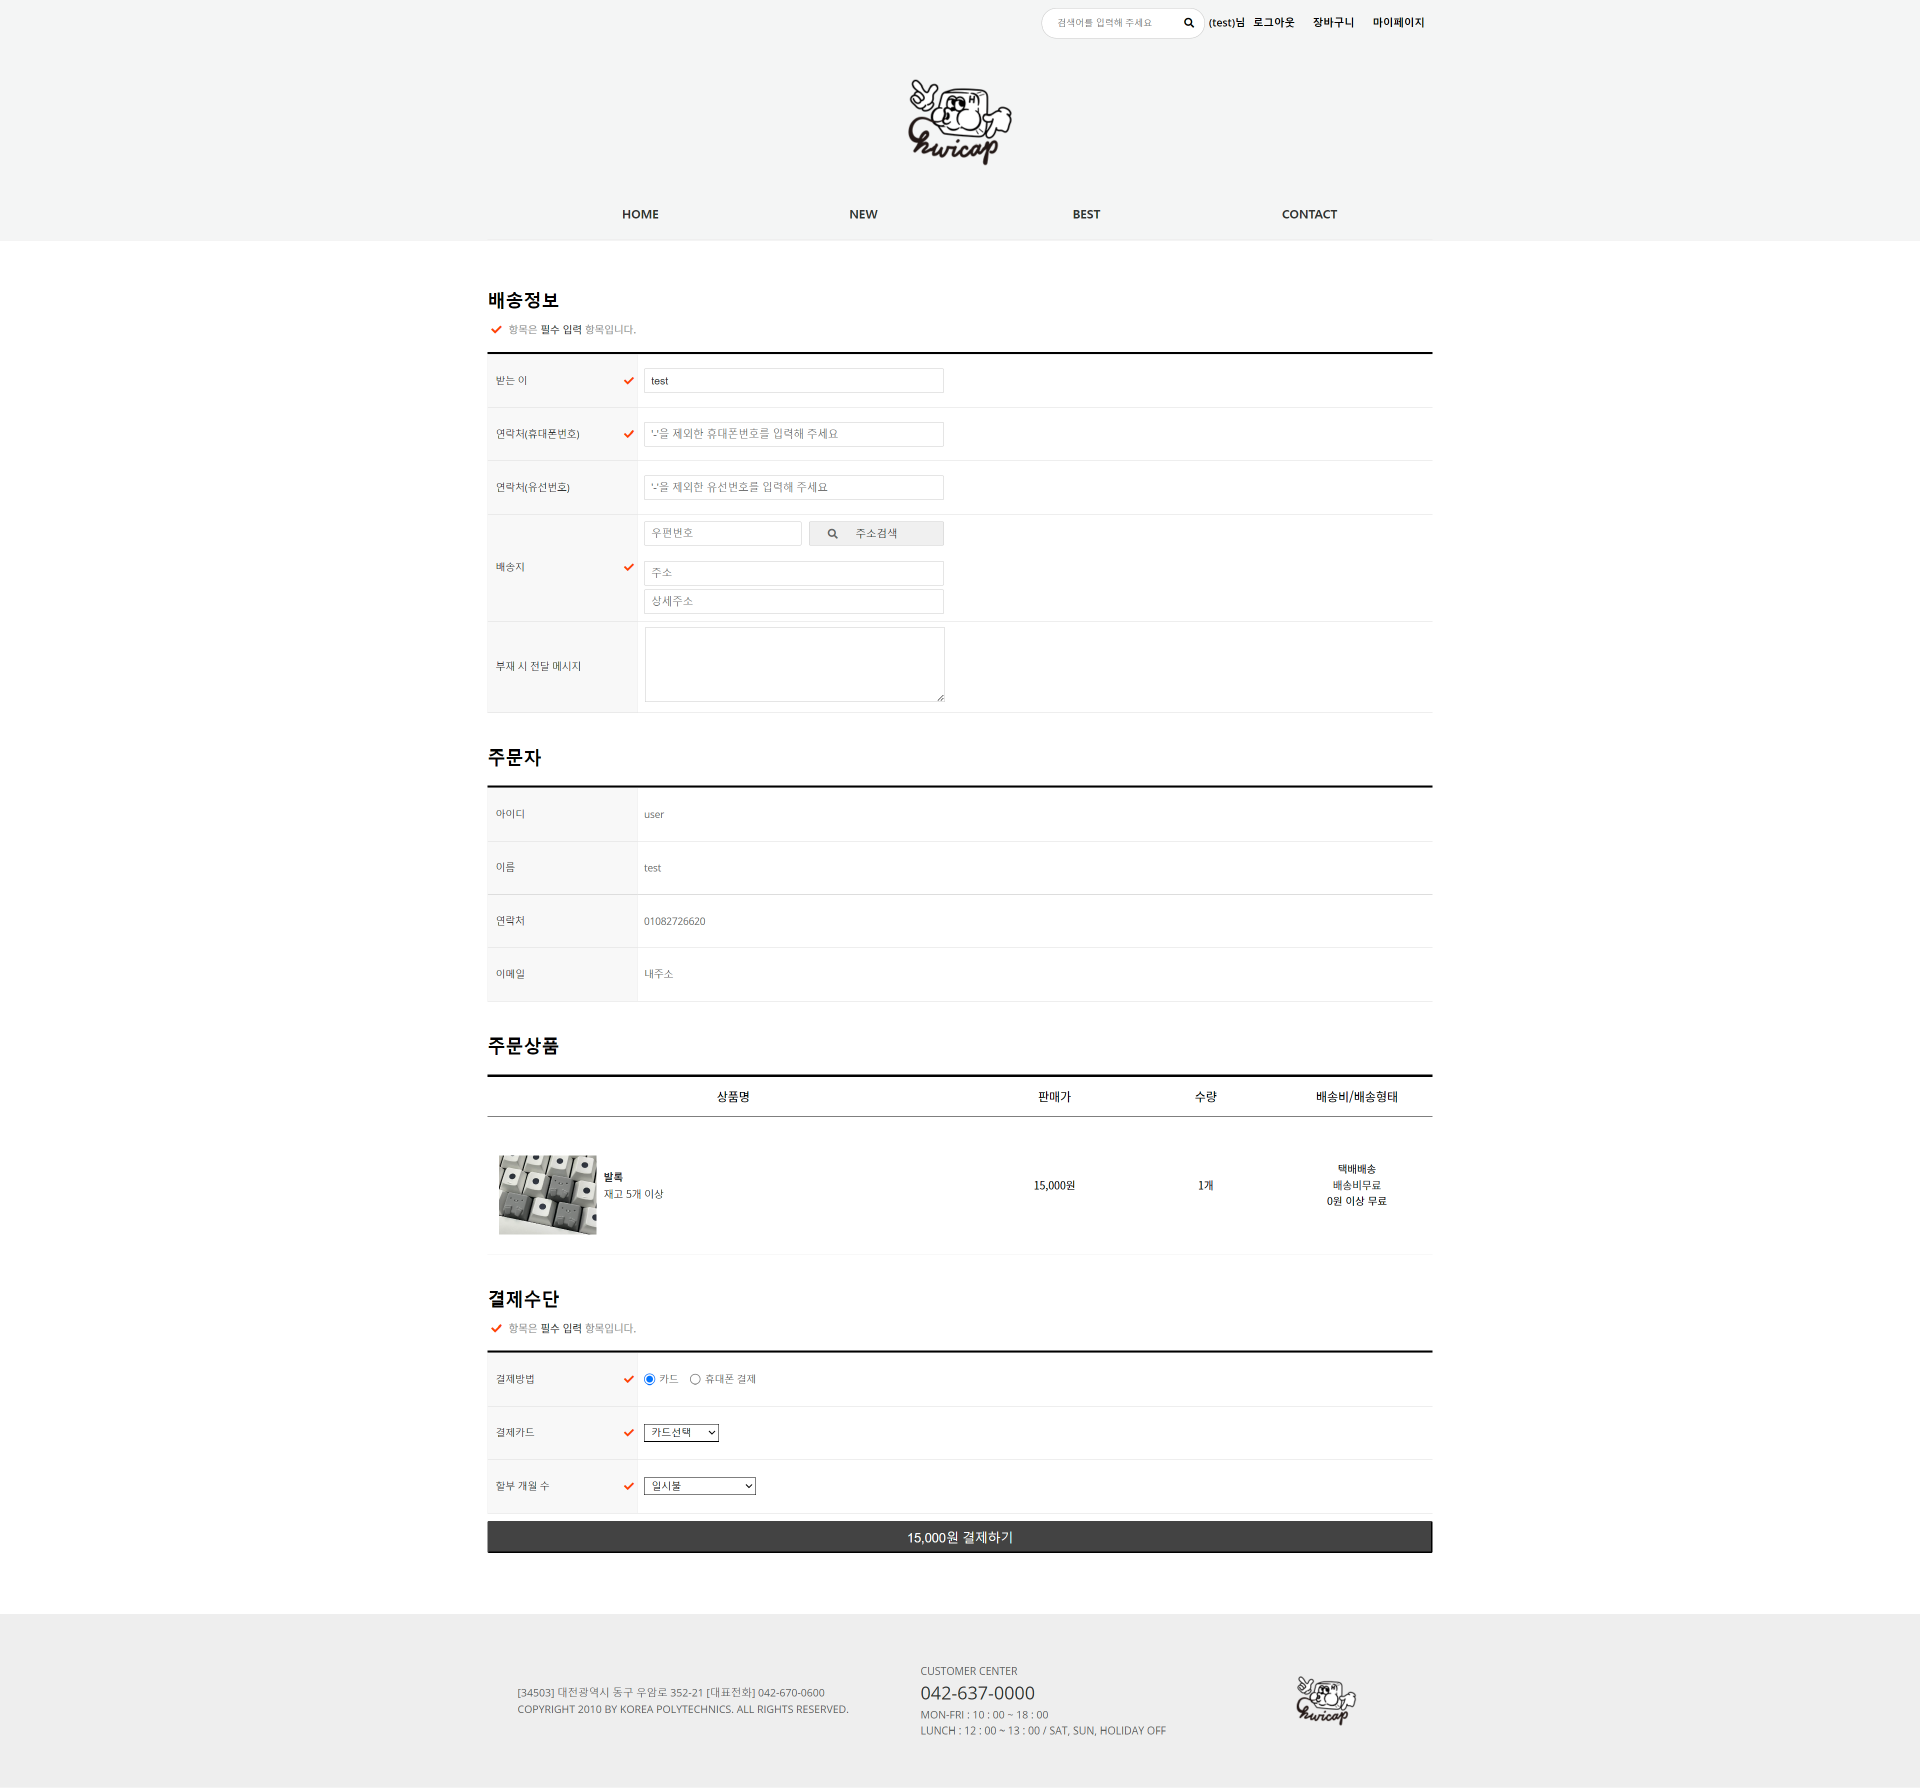 검색어를 입력해 주세요
(test)님 로그아웃 장바구니 마이페이지
H
hwicap
HOME NEW BEST CONTACT
배송정보
항목은 필수 입력 항목입니다.
받는 이 test
연락처(휴대폰번호) '-'을 제외한 휴대폰번호를 입력해 주세요
연락처(유선번호) '-'을 제외한 유선번호를 입력해 주세요
우편번호 주소검색
배송지
주소
상세주소
부재 시 전달 메시지
주문자
아이디 user
이름 test
연락처 01082726620
이메일 내주소
주문상품
상품명 판매가 수량 배송비/배송형태
발록
재고 5개 이상
15,000원
1개
택배배송
배송비무료
0원 이상 무료
결제수단
항목은 필수 입력 항목입니다.
결제방법 카드 휴대폰 결제
결제카드 카드선택
할부 개월 수 일시불
15,000원 결제하기
[34503] 대전광역시 동구 우암로 352-21 [대표전화] 042-670-0600
COPYRIGHT 2010 BY KOREA POLYTECHNICS. ALL RIGHTS RESERVED.
CUSTOMER CENTER
042-637-0000
MON-FRI : 10 : 00 ~ 18 : 00
LUNCH : 12 : 00 ~ 13 : 00 / SAT, SUN, HOLIDAY OFF
hwicap